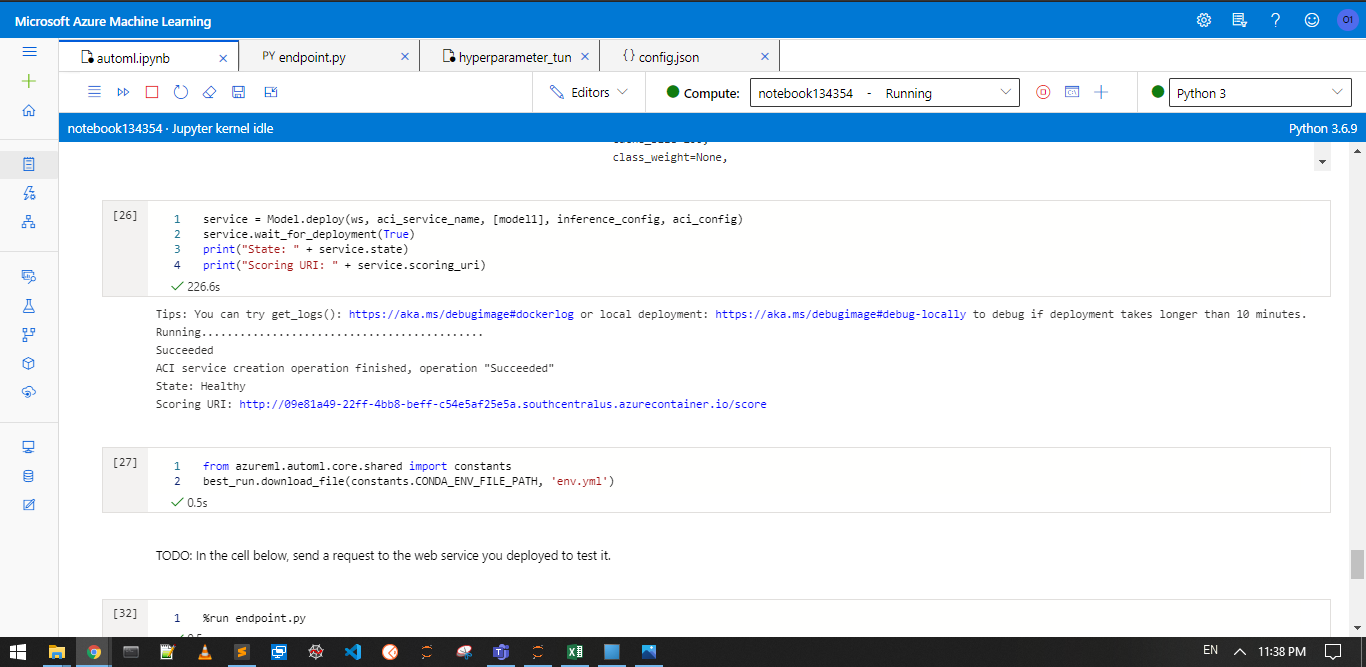 Microsoft Azure Machine Learning
O1
automl.ipynb
PY endpoint.py
hyperparameter_tun
{} config.json
Editors
Compute: notebook134354 - Running
Python 3
notebook134354 · Jupyter kernel idle
Python 3.6.9
class_weight=None,
[26]
1 service = Model.deploy(ws, aci_service_name, [model1], inference_config, aci_config)
2 service.wait_for_deployment(True)
3 print("State: " + service.state)
4 print("Scoring URI: " + service.scoring_uri)
226.6s
Tips: You can try get_logs(): https://aka.ms/debugimage#dockerlog or local deployment: https://aka.ms/debugimage#debug-locally to debug if deployment takes longer than 10 minutes.
Running............................................
Succeeded
ACI service creation operation finished, operation "Succeeded"
State: Healthy
Scoring URI: http://09e81a49-22ff-4bb8-beff-c54e5af25e5a.southcentralus.azurecontainer.io/score
[27]
1 from azureml.automl.core.shared import constants
2 best_run.download_file(constants.CONDA_ENV_FILE_PATH, 'env.yml')
0.5s
TODO: In the cell below, send a request to the web service you deployed to test it.
[32]
1 %run endpoint.py
EN
11:38 PM